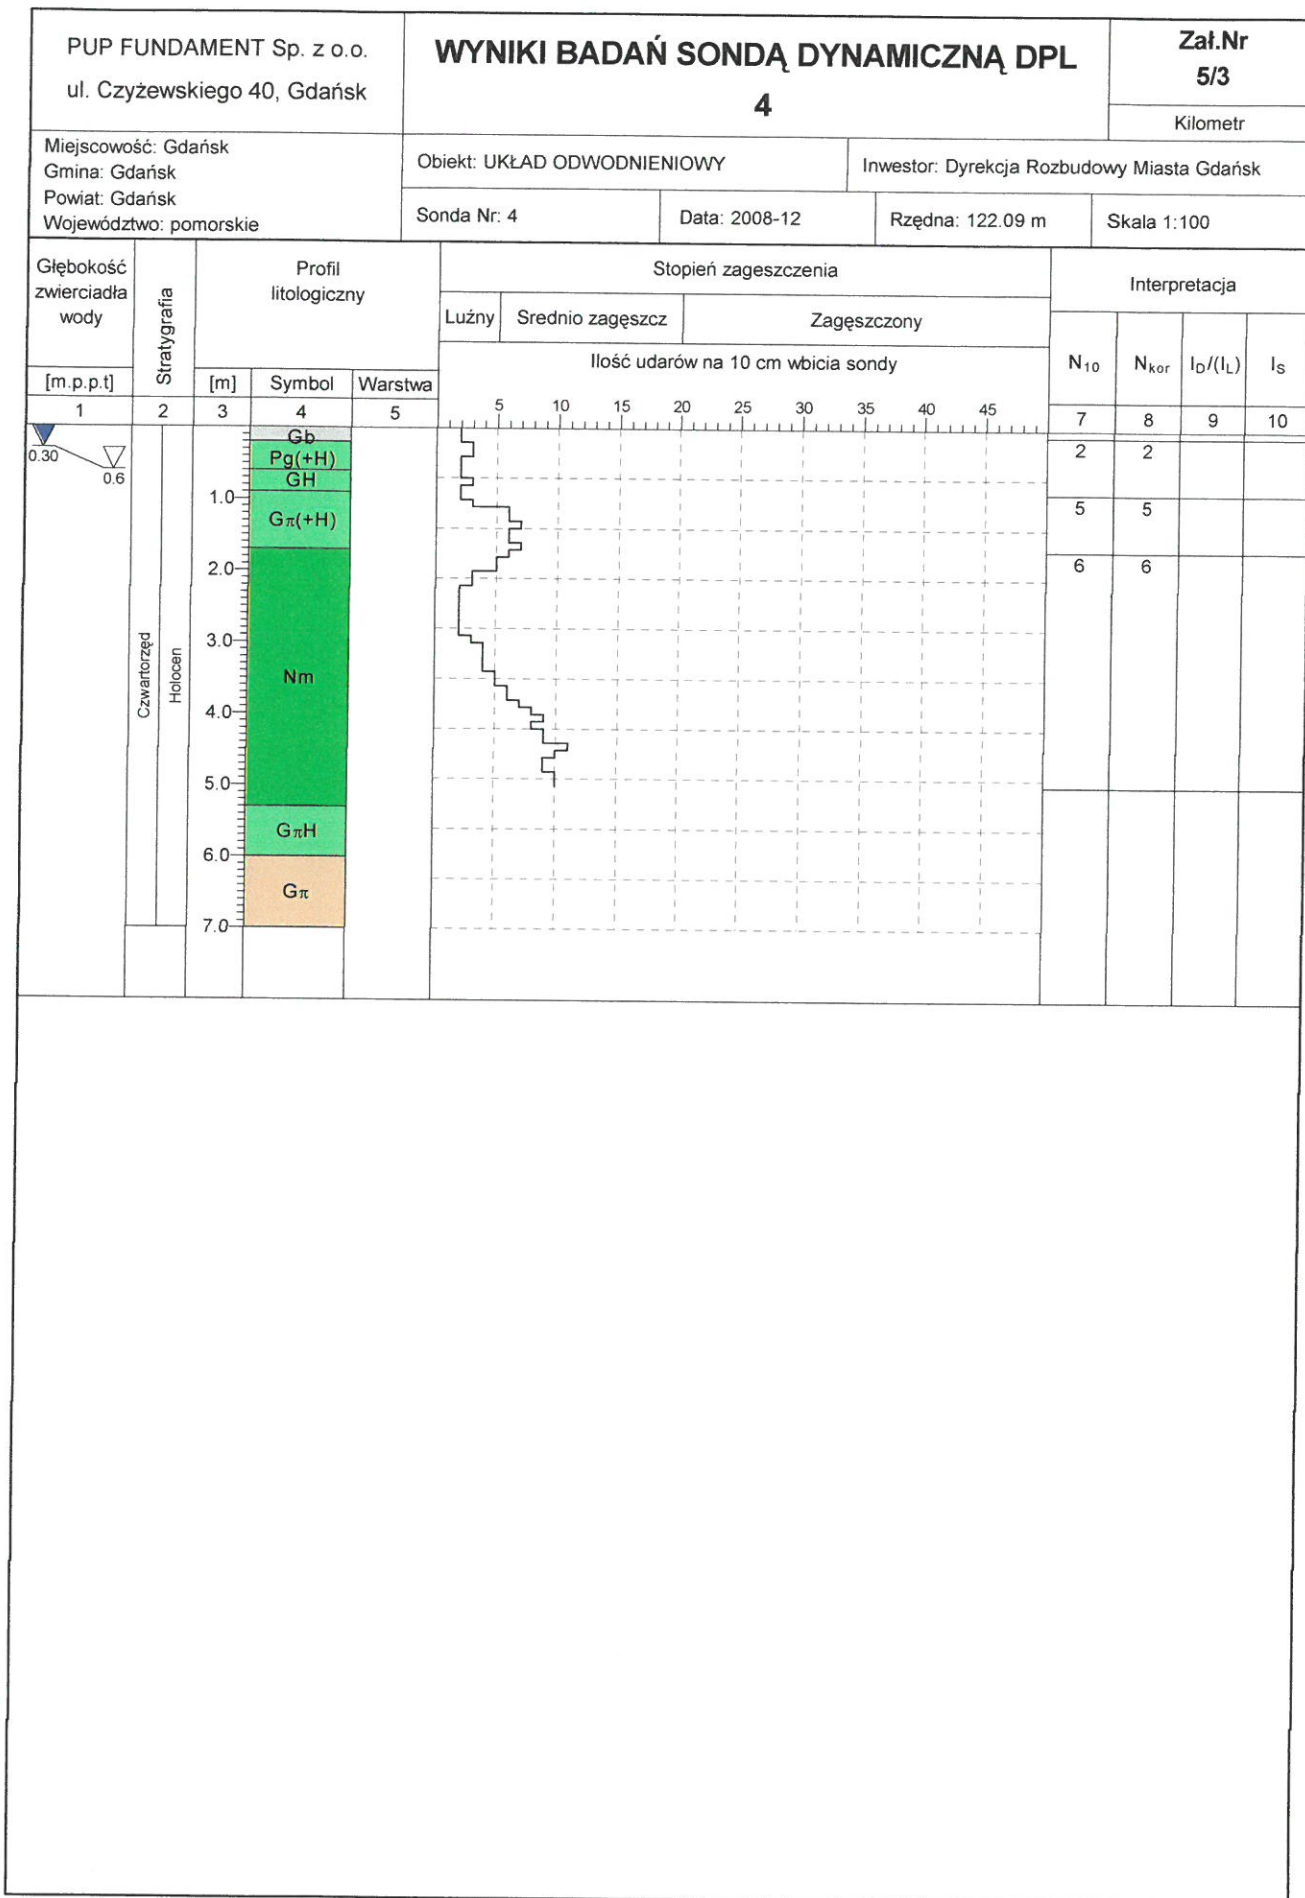 PUP FUNDAMENT Sp. z o.o.
ul. Czyżewskiego 40, Gdańsk
WYNIKI BADAŃ SONDĄ DYNAMICZNĄ DPL
4
Zał.Nr
5/3
Kilometr
Miejscowość: Gdańsk
Gmina: Gdańsk
Powiat: Gdańsk
Województwo: pomorskie
Obiekt: UKŁAD ODWODNIENIOWY
Inwestor: Dyrekcja Rozbudowy Miasta Gdańsk
Sonda Nr: 4
Data: 2008-12
Rzędna: 122.09 m
Skala 1:100
Głębokość
zwierciadła
wody
[m.p.p.t]
Stratygrafia
Profil
litologiczny
[m]
Symbol
Warstwa
Stopień zageszczenia
Luźny
Srednio zagęszcz
Zagęszczony
Ilość udarów na 10 cm wbicia sondy
Interpretacja
N10
Nkor
ID/(IL)
IS
1 2 3 4 5
5 10 15 20 25 30 35 40 45
7 8 9 10
0.30
0.6
Czwartorzęd
Holocen
1.0
2.0
3.0
4.0
5.0
6.0
7.0
Gb
Pg(+H)
GH
Gπ(+H)
Nm
GπH
Gπ
2 2
5 5
6 6